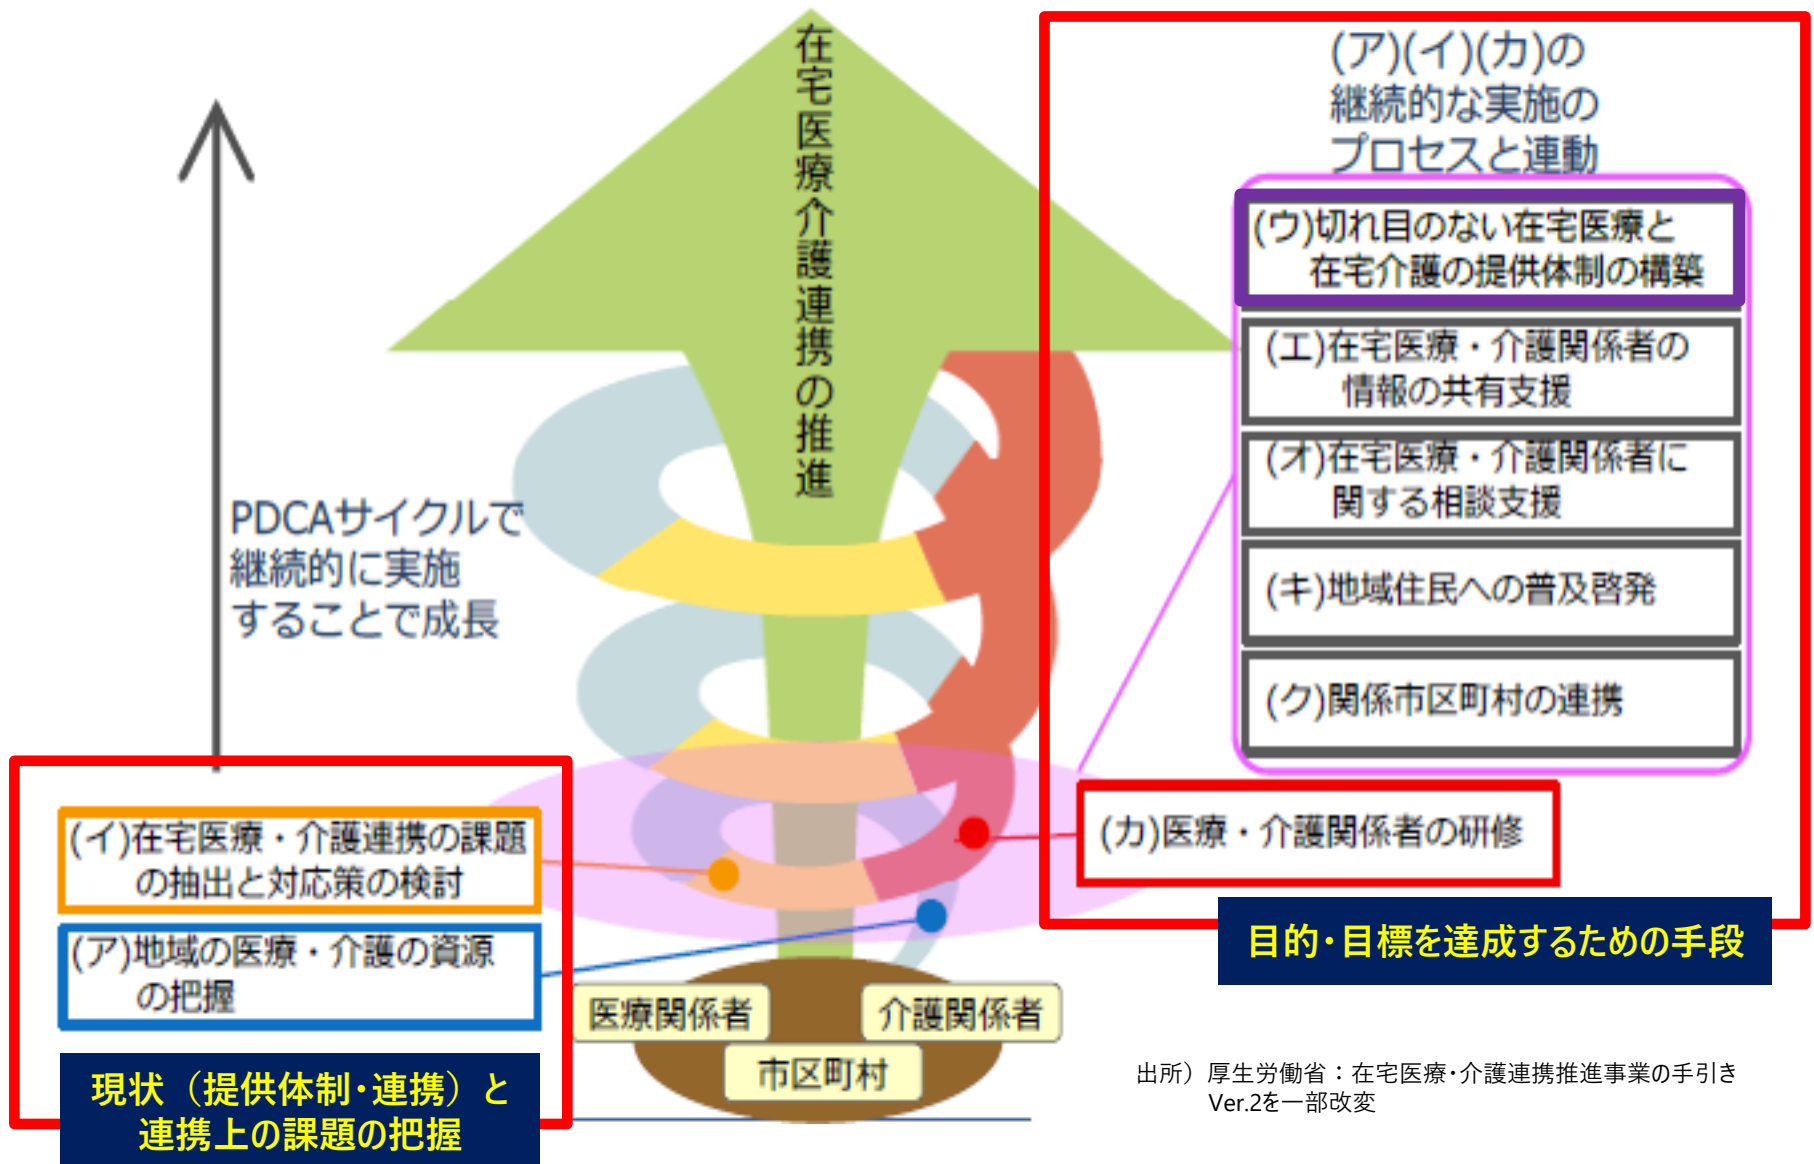 在宅医療介護連携の推進
(ア)(イ)(カ)の
継続的な実施の
プロセスと連動
(ウ)切れ目のない在宅医療と
在宅介護の提供体制の構築
(エ)在宅医療・介護関係者の
情報の共有支援
(オ)在宅医療・介護関係者に
関する相談支援
(キ)地域住民への普及啓発
(ク)関係市区町村の連携
(カ)医療・介護関係者の研修
目的・目標を達成するための手段
PDCAサイクルで
継続的に実施
することで成長
(イ)在宅医療・介護連携の課題
の抽出と対応策の検討
(ア)地域の医療・介護の資源
の把握
現状（提供体制・連携）と
連携上の課題の把握
医療関係者
介護関係者
市区町村
出所）厚生労働省：在宅医療・介護連携推進事業の手引き
Ver.2を一部改変